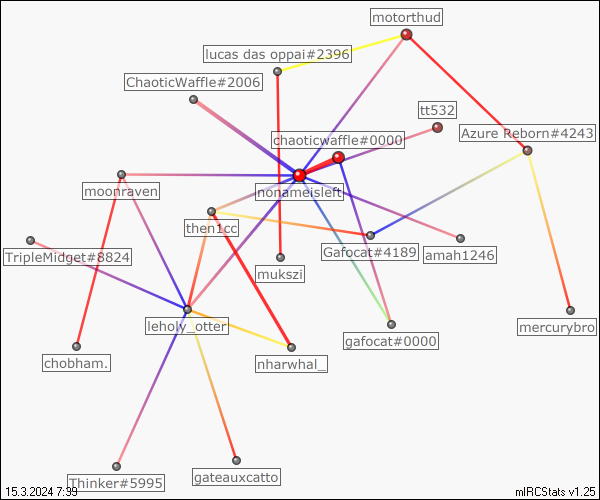 motorthud
lucas das oppai#2396
ChaoticWaffle#2006
tt532
chaoticwaffle#0000
Azure Reborn#4243
moonraven
nonameisleft
then1cc
TripleMidget#8824
Gafocat#4189
amah1246
mukszi
leholy_otter
mercurybro
gafocat#0000
chobham.
nharwhal_
Thinker#5995
gateauxcatto
15.3.2024 7:99
mIRCStats v1.25